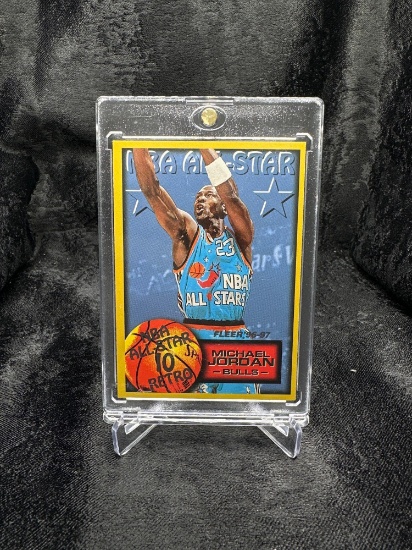 NBA ALL-STAR
23
NBA
ALL STARS
FLEER 96-97
MICHAEL
JORDAN
–BULLS–
NBA
ALL-STAR
10
RETRO